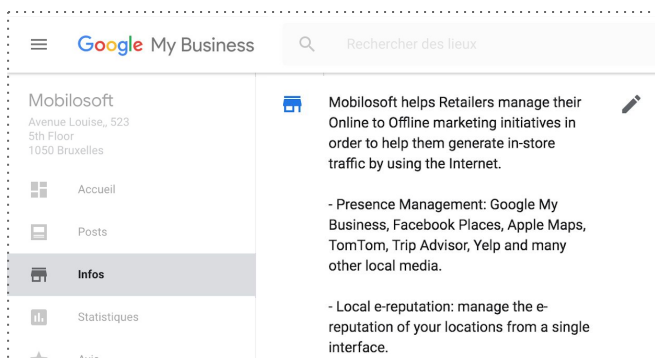 Google My Business
Rechercher des lieux
Mobilosoft
Avenue Louise,, 523
5th Floor
1050 Bruxelles
Accueil
Posts
Infos
Statistiques
Avis
Mobilosoft helps Retailers manage their
Online to Offline marketing initiatives in
order to help them generate in-store
traffic by using the Internet.
- Presence Management: Google My
Business, Facebook Places, Apple Maps,
TomTom, Trip Advisor, Yelp and many
other local media.
- Local e-reputation: manage the e-
reputation of your locations from a single
interface.